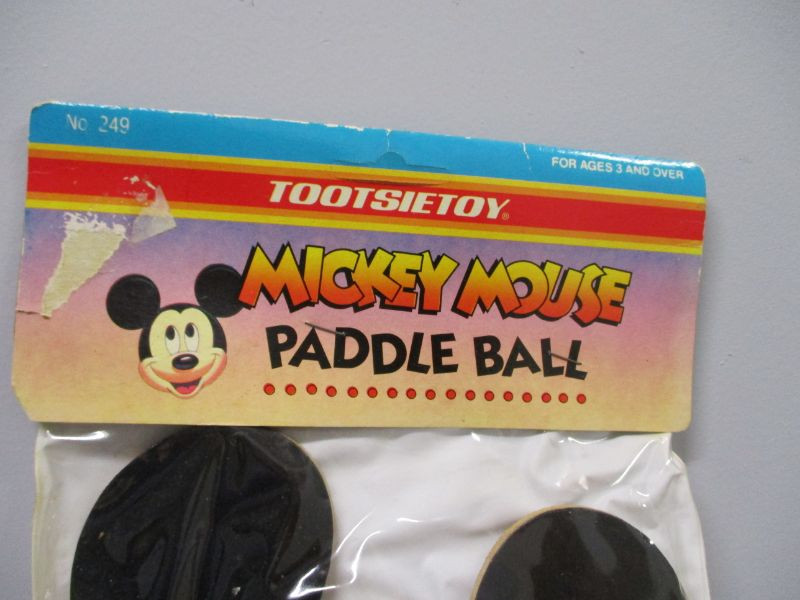 No 249
FOR AGES 3 AND OVER
TOOTSIETOY®
MICKEY MOUSE
PADDLE BALL